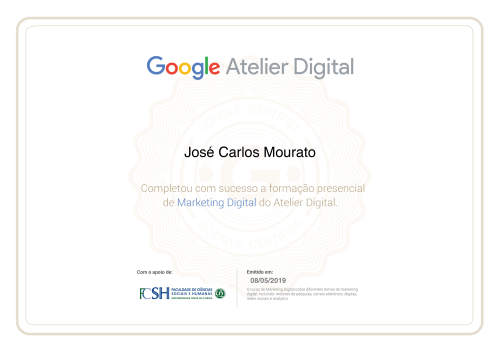 Google Atelier Digital
José Carlos Mourato
Completou com sucesso a formação presencial
de Marketing Digital do Atelier Digital.
Com o apoio de:
FCSH FACULDADE DE CIÊNCIAS
SOCIAIS E HUMANAS
UNIVERSIDADE NOVA DE LISBOA
Emitido em:
08/05/2019
O curso de Marketing Digital cobre diferentes temas de marketing
digital, incluindo motores de pesquisa, correio eletrónico, display,
redes sociais e analytics.